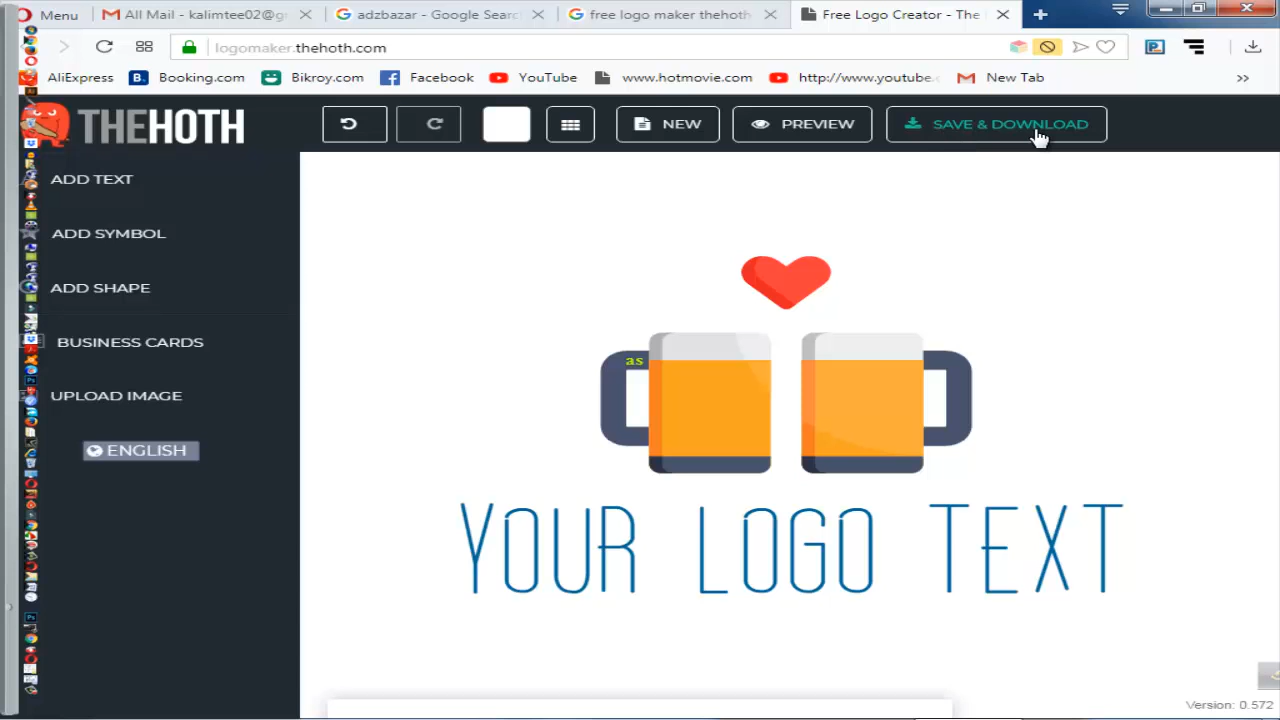 Menu
All Mail - kalimtee02@g
adzbazar - Google Searc
free logo maker thehoth
Free Logo Creator - The
logomaker.thehoth.com
AliExpress
Booking.com
Bikroy.com
Facebook
YouTube
www.hotmoviesm.com
http://www.youtube.
New Tab
THEHOTH
NEW
PREVIEW
SAVE & DOWNLOAD
ADD TEXT
ADD SYMBOL
ADD SHAPE
BUSINESS CARDS
UPLOAD IMAGE
ENGLISH
as
YOUR LOGO TEXT
Version: 0.572